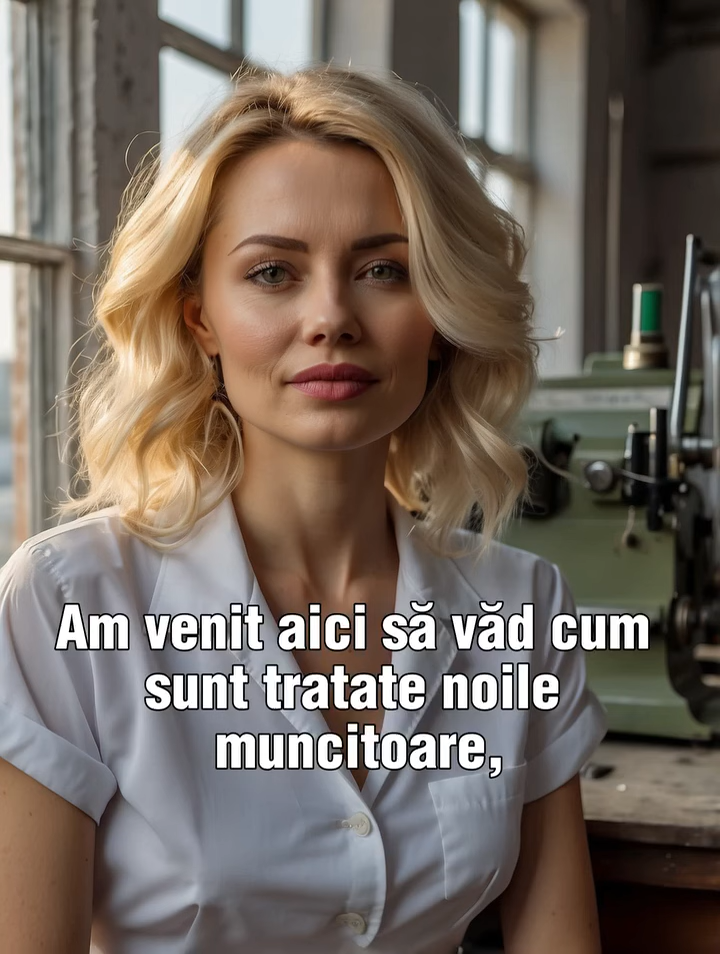 Am venit aici să văd cum
sunt tratate noile
muncitoare,